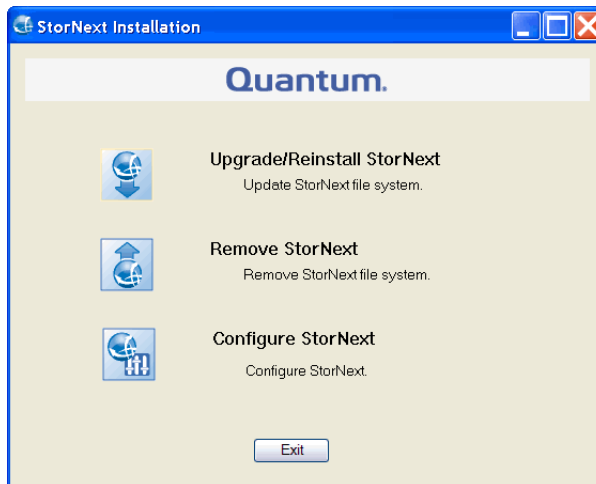 StorNext Installation
Quantum.
Upgrade/Reinstall StorNext
Update StorNext file system.
Remove StorNext
Remove StorNext file system.
Configure StorNext
Configure StorNext.
Exit